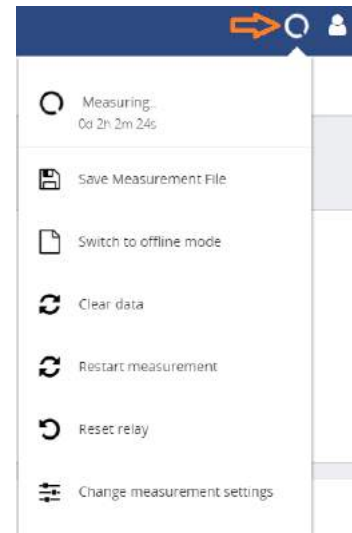 Measuring..
0d 2h 2m 24s
Save Measurement File
Switch to offline mode
Clear data
Restart measurement
Reset relay
Change measurement settings